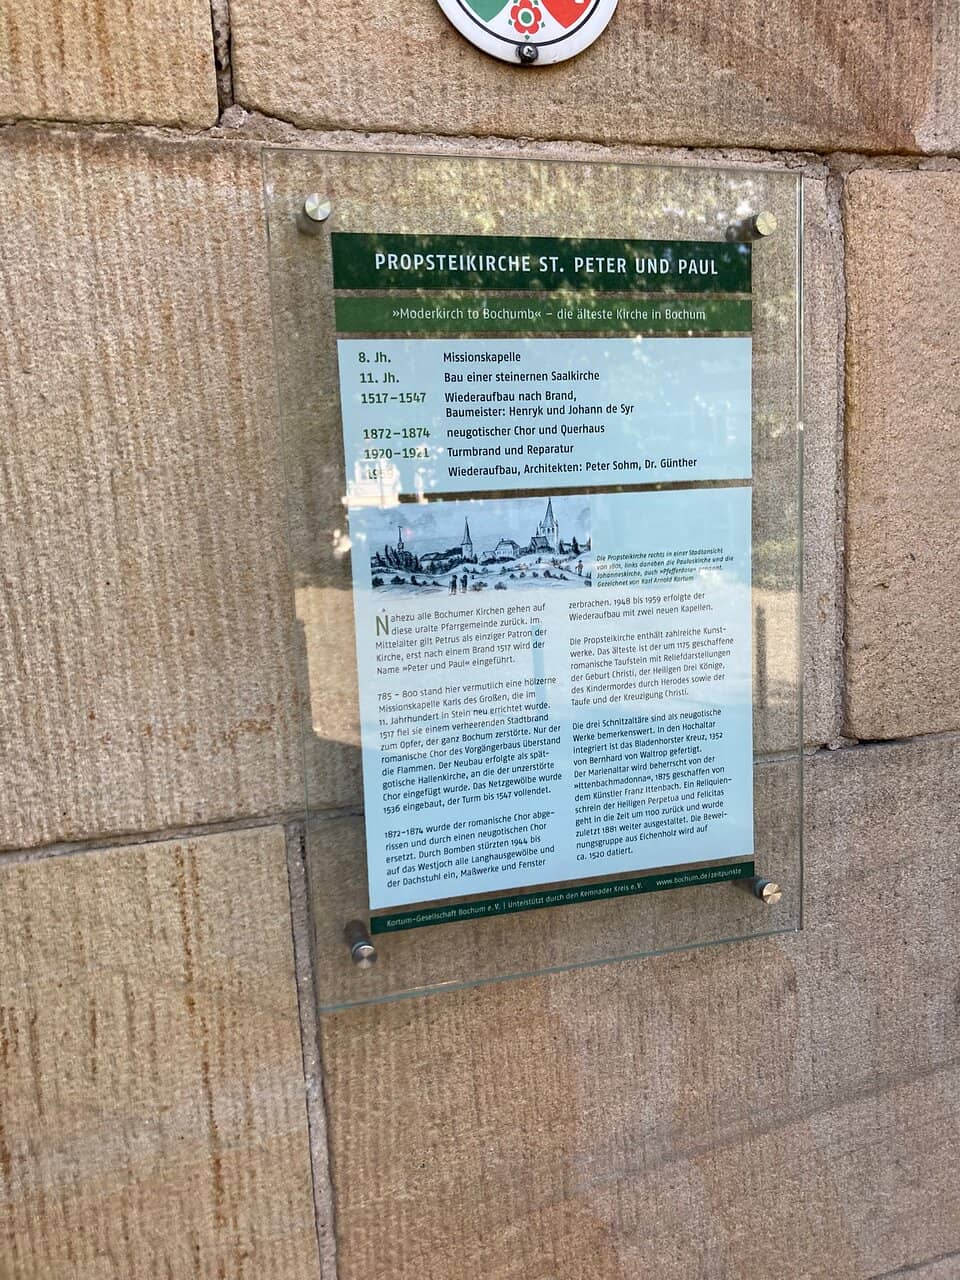 PROPSTEIKIRCHE ST. PETER UND PAUL
»Moderkirch to Bochumb« – die älteste Kirche in Bochum
8. Jh. Missionskapelle
11. Jh. Bau einer steinernen Saalkirche
1517–1547 Wiederaufbau nach Brand,
Baumeister: Henryk und Johann de Syr
1872–1874 neugotischer Chor und Querhaus
1920–1921 Turmbrand und Reparatur
Wiederaufbau, Architekten: Peter Sohm, Dr. Günther
Die Propsteikirche rechts in einer Stadtansicht
von 1801, links daneben die Pauluskirche und die
Johanneskirche, auch »Pfefferdose« genannt.
Gezeichnet von Karl Arnold Kortum
Nahezu alle Bochumer Kirchen gehen auf
diese uralte Pfarrgemeinde zurück. Im
Mittelalter gilt Petrus als einziger Patron der
Kirche, erst nach einem Brand 1517 wird der
Name »Peter und Paul« eingeführt.
785 – 800 stand hier vermutlich eine hölzerne
Missionskapelle Karls des Großen, die im
11. Jahrhundert in Stein neu errichtet wurde.
1517 fiel sie einem verheerenden Stadtbrand
zum Opfer, der ganz Bochum zerstörte. Nur der
romanische Chor des Vorgängerbaus überstand
die Flammen. Der Neubau erfolgte als spät-
gotische Hallenkirche, an die der unzerstörte
Chor eingefügt wurde. Das Netzgewölbe wurde
1536 eingebaut, der Turm bis 1547 vollendet.
1872–1874 wurde der romanische Chor abge-
rissen und durch einen neugotischen Chor
ersetzt. Durch Bomben stürzten 1944 bis
auf das Westjoch alle Langhausgewölbe und
der Dachstuhl ein, Maßwerke und Fenster
zerbrachen. 1948 bis 1959 erfolgte der
Wiederaufbau mit zwei neuen Kapellen.
Die Propsteikirche enthält zahlreiche Kunst-
werke. Das älteste ist der um 1175 geschaffene
romanische Taufstein mit Reliefdarstellungen
der Geburt Christi, der Heiligen Drei Könige,
des Kindermordes durch Herodes sowie der
Taufe und der Kreuzigung Christi.
Die drei Schnitzaltäre sind als neugotische
Werke bemerkenswert. In den Hochaltar
integriert ist das Bladenhorster Kreuz, 1352
von Bernhard von Waltrop gefertigt.
Der Marienaltar wird beherrscht von der
»Ittenbachmadonna«, 1875 geschaffen von
dem Künstler Franz Ittenbach. Ein Reliquien-
schrein der Heiligen Perpetua und Felicitas
geht in die Zeit um 1100 zurück und wurde
zuletzt 1881 weiter ausgestaltet. Die Bewei-
nungsgruppe aus Eichenholz wird auf
ca. 1520 datiert.
Kortum-Gesellschaft Bochum e.V. | Unterstützt durch den Kemnader Kreis e.V. www.bochum.de/zeitpunkte